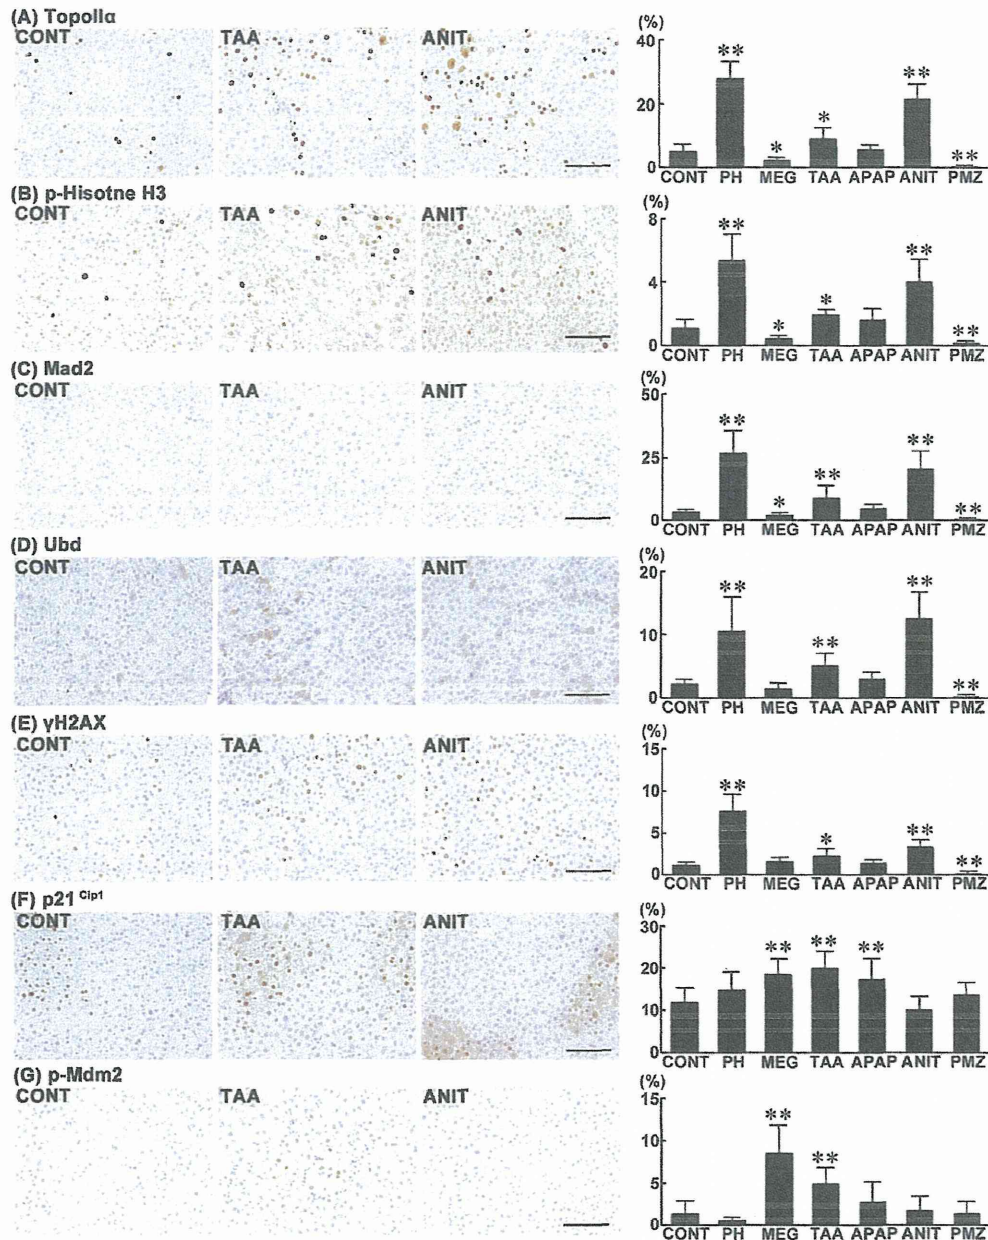 (A) TopoIIα
CONT TAA ANIT
(%)
40
**
**
20
*
*
**
0
CONT PH MEG TAA APAP ANIT PMZ
(B) p-Hisotne H3
CONT TAA ANIT
(%)
8
**
**
4
*
*
**
0
CONT PH MEG TAA APAP ANIT PMZ
(C) Mad2
CONT TAA ANIT
(%)
50
**
**
25
**
*
**
0
CONT PH MEG TAA APAP ANIT PMZ
(D) Ubd
CONT TAA ANIT
(%)
20
**
**
10
**
**
0
CONT PH MEG TAA APAP ANIT PMZ
(E) γH2AX
CONT TAA ANIT
(%)
15
10
**
5
*
**
**
0
CONT PH MEG TAA APAP ANIT PMZ
(F) p21 Cip1
CONT TAA ANIT
(%)
30
** ** **
20
10
0
CONT PH MEG TAA APAP ANIT PMZ
(G) p-Mdm2
CONT TAA ANIT
(%)
15
**
10
**
5
0
CONT PH MEG TAA APAP ANIT PMZ